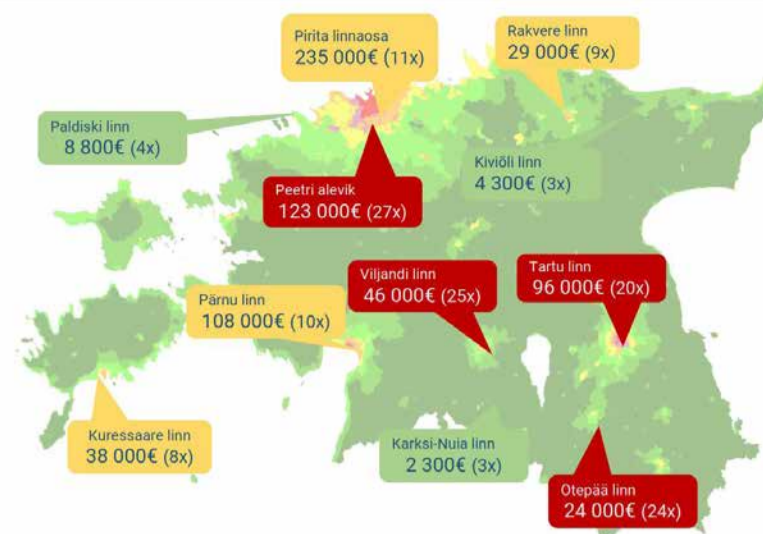 Pirita linnaosa
235 000€ (11x)
Rakvere linn
29 000€ (9x)
Paldiski linn
8 800€ (4x)
Kiviõli linn
4 300€ (3x)
Peetri alevik
123 000€ (27x)
Viljandi linn
46 000€ (25x)
Tartu linn
96 000€ (20x)
Pärnu linn
108 000€ (10x)
Kuressaare linn
38 000€ (8x)
Karksi-Nuia linn
2 300€ (3x)
Otepää linn
24 000€ (24x)